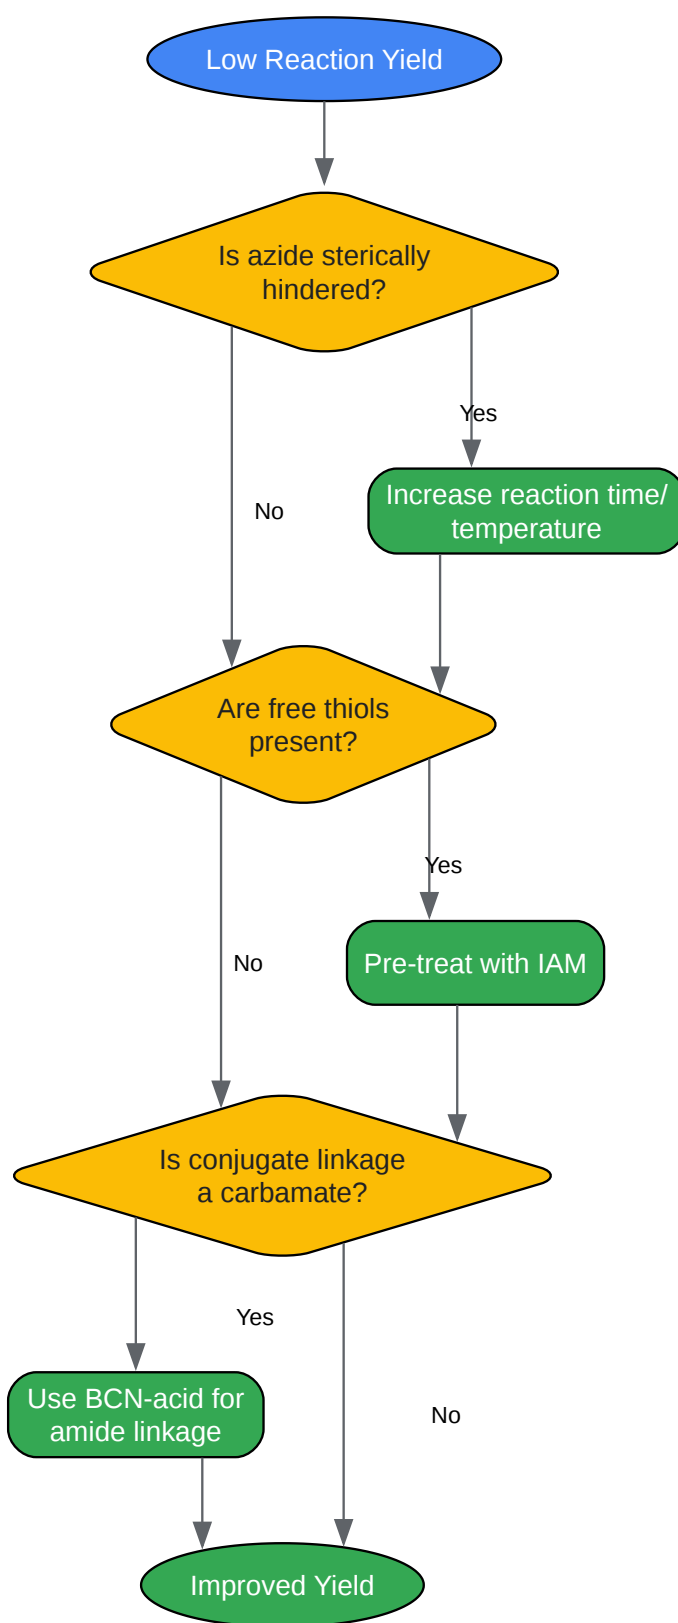 Low Reaction Yield
Is azide sterically
hindered?
Yes
Increase reaction time/
temperature
No
Are free thiols
present?
Yes
Pre-treat with IAM
No
Is conjugate linkage
a carbamate?
Yes
Use BCN-acid for
amide linkage
No
Improved Yield